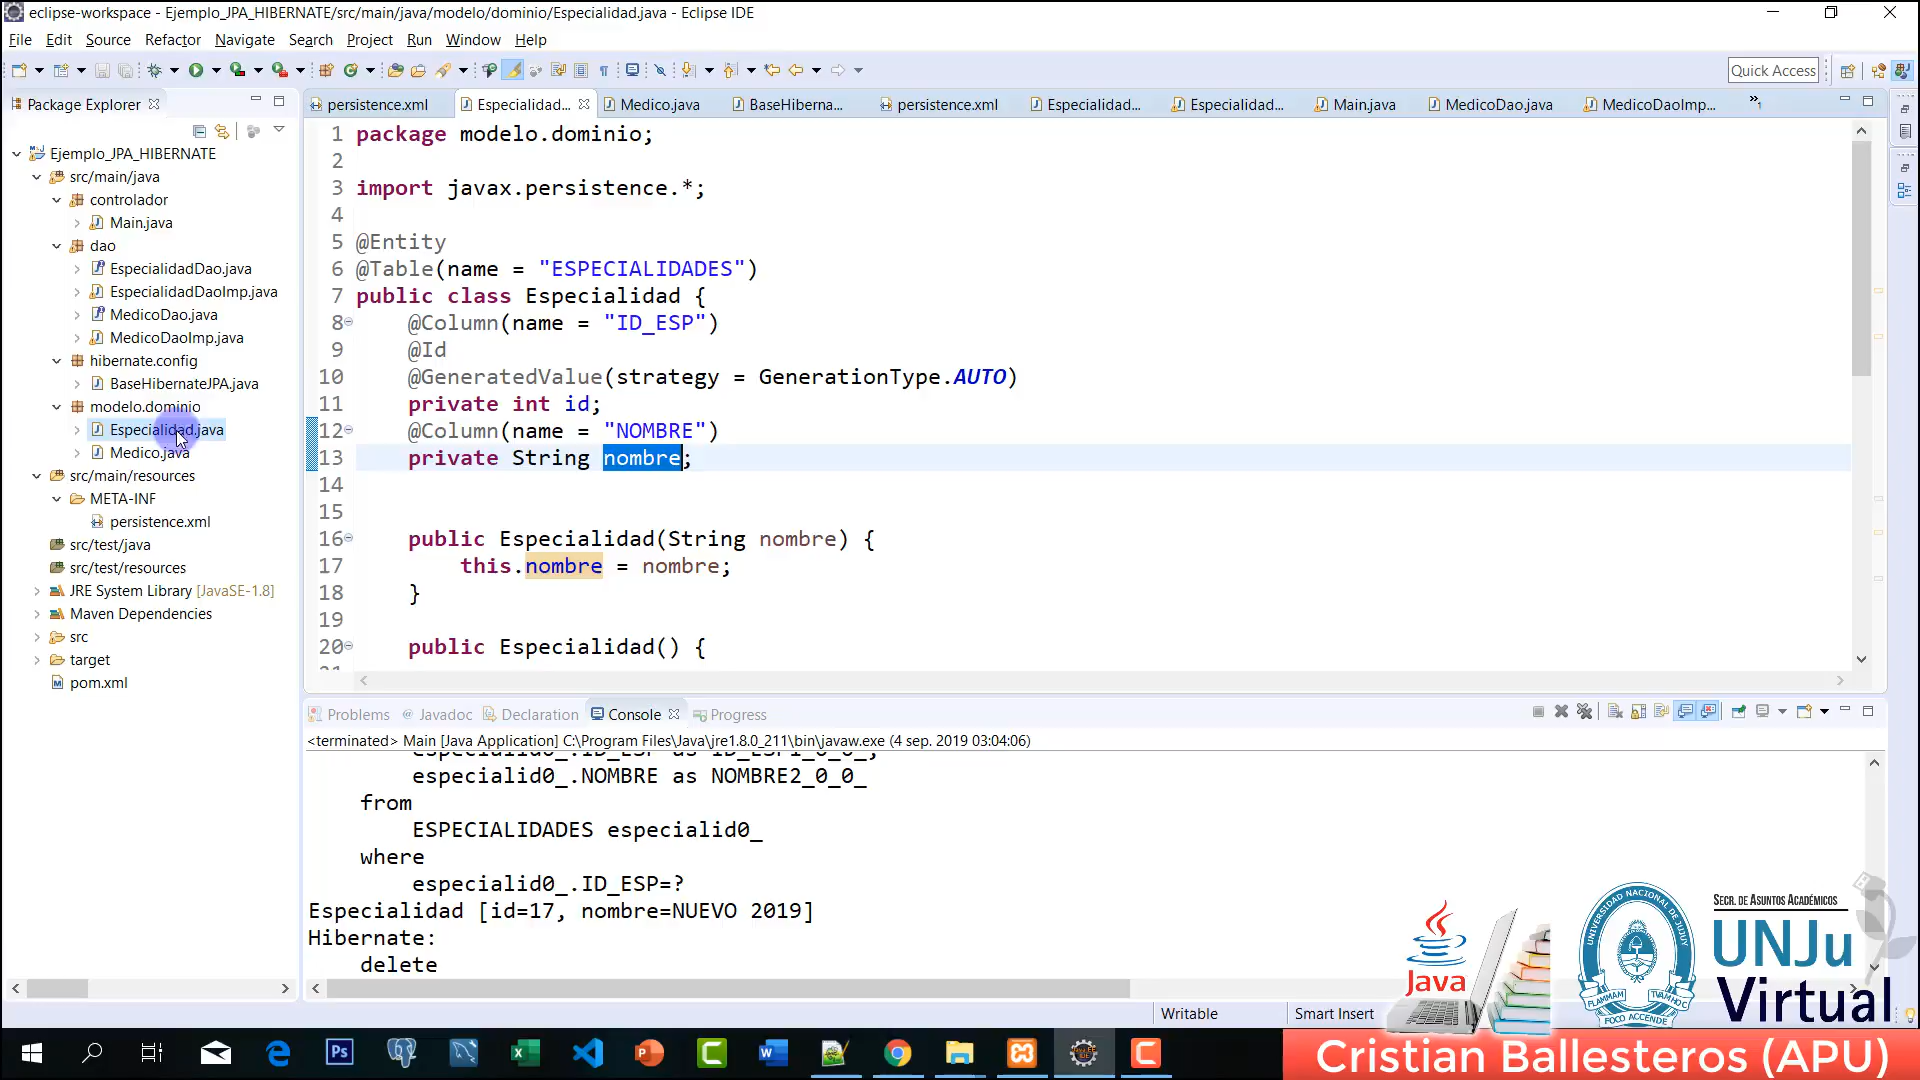 eclipse-workspace - Ejemplo_JPA_HIBERNATE/src/main/java/modelo/dominio/Especialidad.java - Eclipse IDE
File Edit Source Refactor Navigate Search Project Run Window Help
Quick Access
Package Explorer
persistence.xml Especialidad... Medico.java BaseHiberna... persistence.xml Especialidad... Especialidad... Main.java MedicoDao.java MedicoDaoImp...
Ejemplo_JPA_HIBERNATE
src/main/java
controlador
Main.java
dao
EspecialidadDao.java
EspecialidadDaoImp.java
MedicoDao.java
MedicoDaoImp.java
hibernate.config
BaseHibernateJPA.java
modelo.dominio
Especialidad.java
Medico.java
src/main/resources
META-INF
persistence.xml
src/test/java
src/test/resources
JRE System Library [JavaSE-1.8]
Maven Dependencies
src
target
pom.xml
1 package modelo.dominio;
2
3 import javax.persistence.*;
4
5 @Entity
6 @Table(name = "ESPECIALIDADES")
7 public class Especialidad {
8 @Column(name = "ID_ESP")
9 @Id
10 @GeneratedValue(strategy = GenerationType.AUTO)
11 private int id;
12 @Column(name = "NOMBRE")
13 private String nombre;
14
15
16 public Especialidad(String nombre) {
17 this.nombre = nombre;
18 }
19
20 public Especialidad() {
Problems Javadoc Declaration Console Progress
<terminated> Main [Java Application] C:\Program Files\Java\jre1.8.0_211\bin\javaw.exe (4 sep. 2019 03:04:06)
especialid0_.ID_ESP as ID_ESP1_0_0_,
especialid0_.NOMBRE as NOMBRE2_0_0_
from
ESPECIALIDADES especialid0_
where
especialid0_.ID_ESP=?
Especialidad [id=17, nombre=NUEVO 2019]
Hibernate:
delete
Writable Smart Insert
Java
UNIVERSIDAD NACIONAL DE JUJUY
FOCO ACCENDE
Secr. de Asuntos Académicos
UNJu
Virtual
Cristian Ballesteros (APU)